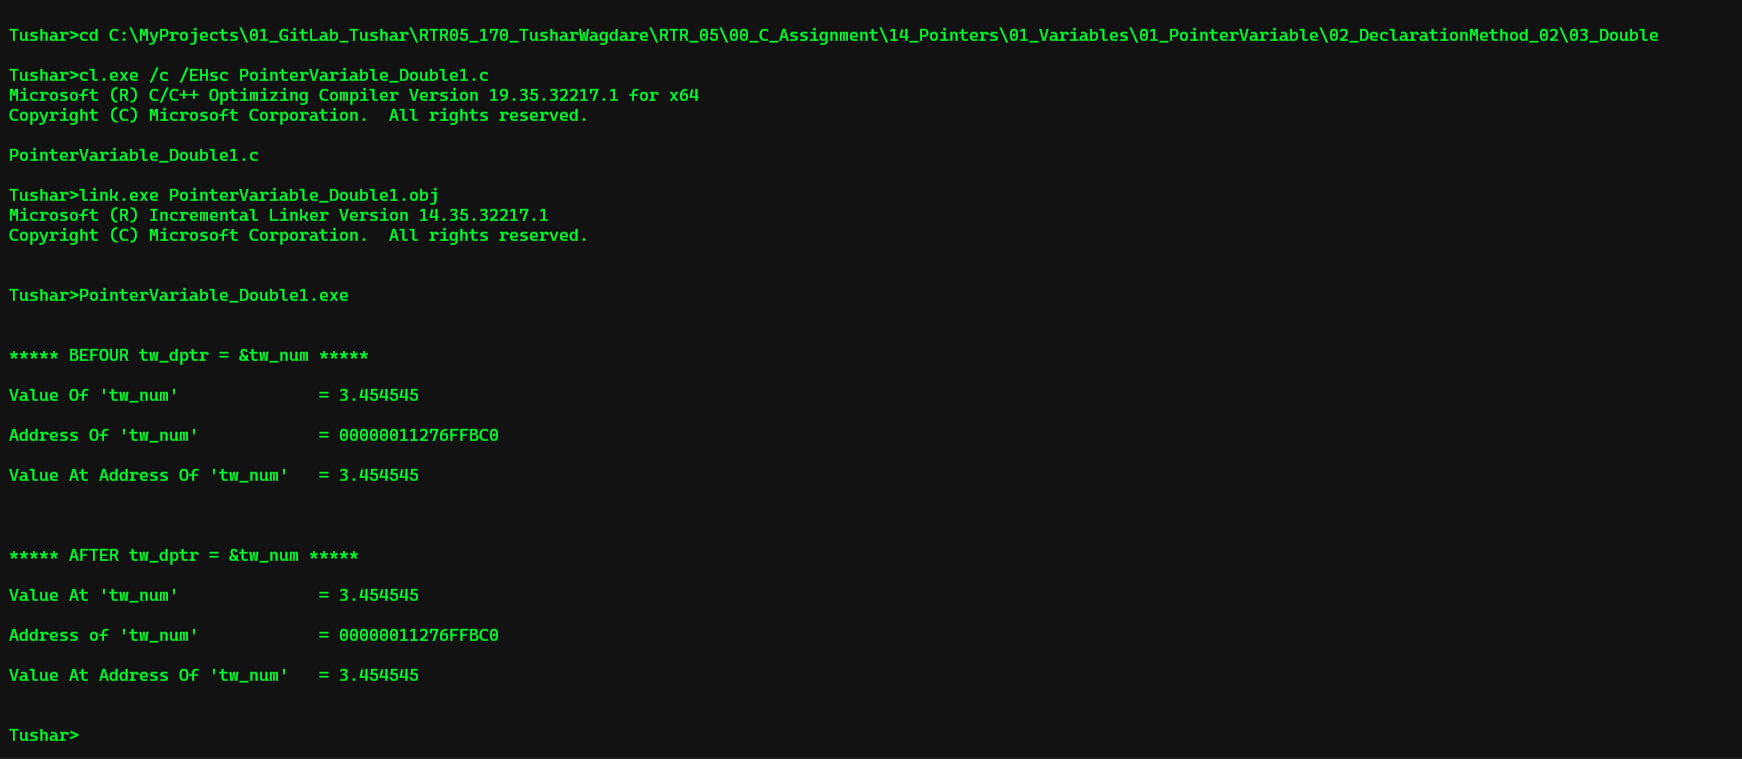 Tushar>cd C:\MyProjects\01_GitLab_Tushar\RTR05_170_TusharWagdare\RTR_05\00_C_Assignment\14_Pointers\01_Variables\01_PointerVariable\02_DeclarationMethod_02\03_Double
Tushar>cl.exe /c /EHsc PointerVariable_Double1.c
Microsoft (R) C/C++ Optimizing Compiler Version 19.35.32217.1 for x64
Copyright (C) Microsoft Corporation.  All rights reserved.
PointerVariable_Double1.c
Tushar>link.exe PointerVariable_Double1.obj
Microsoft (R) Incremental Linker Version 14.35.32217.1
Copyright (C) Microsoft Corporation.  All rights reserved.
Tushar>PointerVariable_Double1.exe
***** BEFOUR tw_dptr = &tw_num *****
Value Of 'tw_num'              = 3.454545
Address Of 'tw_num'            = 00000011276FFBC0
Value At Address Of 'tw_num'   = 3.454545
***** AFTER tw_dptr = &tw_num *****
Value At 'tw_num'              = 3.454545
Address of 'tw_num'            = 00000011276FFBC0
Value At Address Of 'tw_num'   = 3.454545
Tushar>